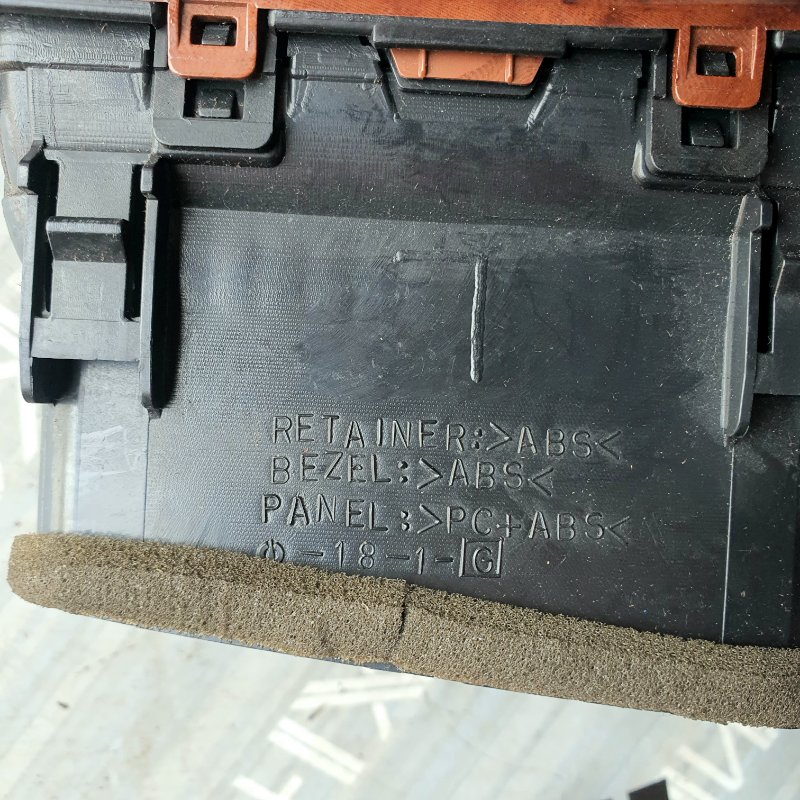 RETAINER:>ABS<
BEZEL:>ABS<
PANEL:>PC+ABS<
-18-1-G